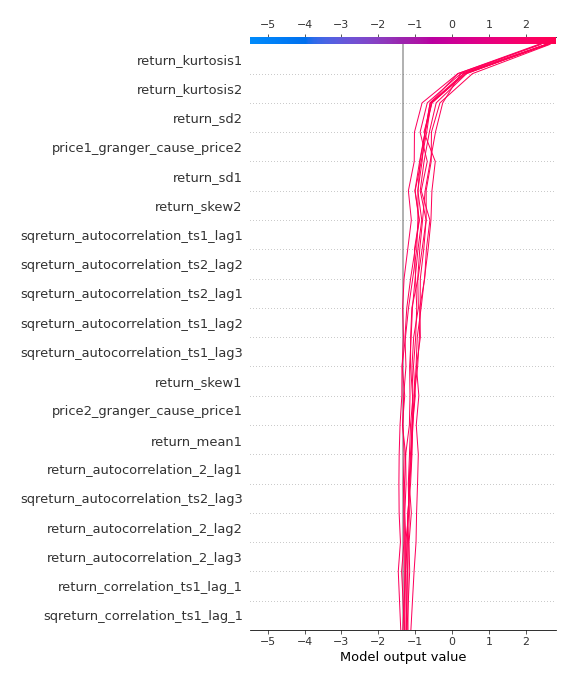 −5 −4 −3 −2 −1 0 1 2
return_kurtosis1
return_kurtosis2
return_sd2
price1_granger_cause_price2
return_sd1
return_skew2
sqreturn_autocorrelation_ts1_lag1
sqreturn_autocorrelation_ts2_lag2
sqreturn_autocorrelation_ts2_lag1
sqreturn_autocorrelation_ts1_lag2
sqreturn_autocorrelation_ts1_lag3
return_skew1
price2_granger_cause_price1
return_mean1
return_autocorrelation_2_lag1
sqreturn_autocorrelation_ts2_lag3
return_autocorrelation_2_lag2
return_autocorrelation_2_lag3
return_correlation_ts1_lag_1
sqreturn_correlation_ts1_lag_1
−5 −4 −3 −2 −1 0 1 2
Model output value